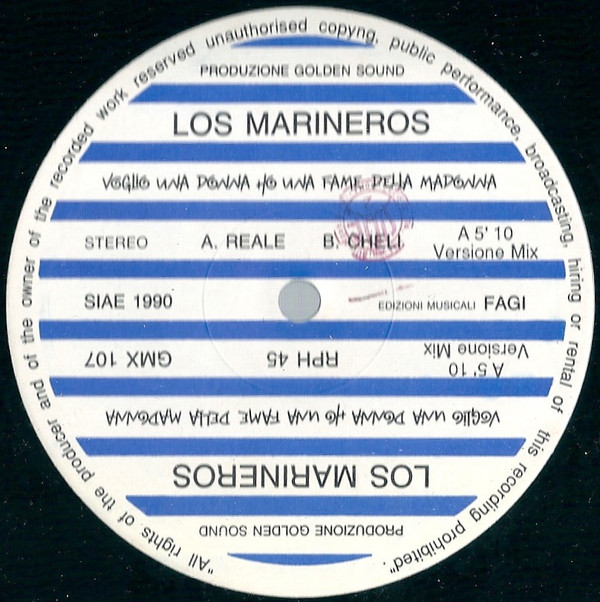 "All rights of the producer and of the owner of the recorded work reserved unauthorised copyng, public performance, broadcasting, hiring or rental of this recording prohibited".
PRODUZIONE GOLDEN SOUND
LOS MARINEROS
VOGLIO UNA DONNA HO UNA FAME DELLA MADONNA
STEREO A. REALE B. CHELI A 5' 10
Versione Mix
SIAE 1990 EDIZIONI MUSICALI FAGI
A 5' 10
Versione Mix
RPH 45 GMX 107
VOGLIO UNA DONNA HO UNA FAME DELLA MADONNA
LOS MARINEROS
PRODUZIONE GOLDEN SOUND